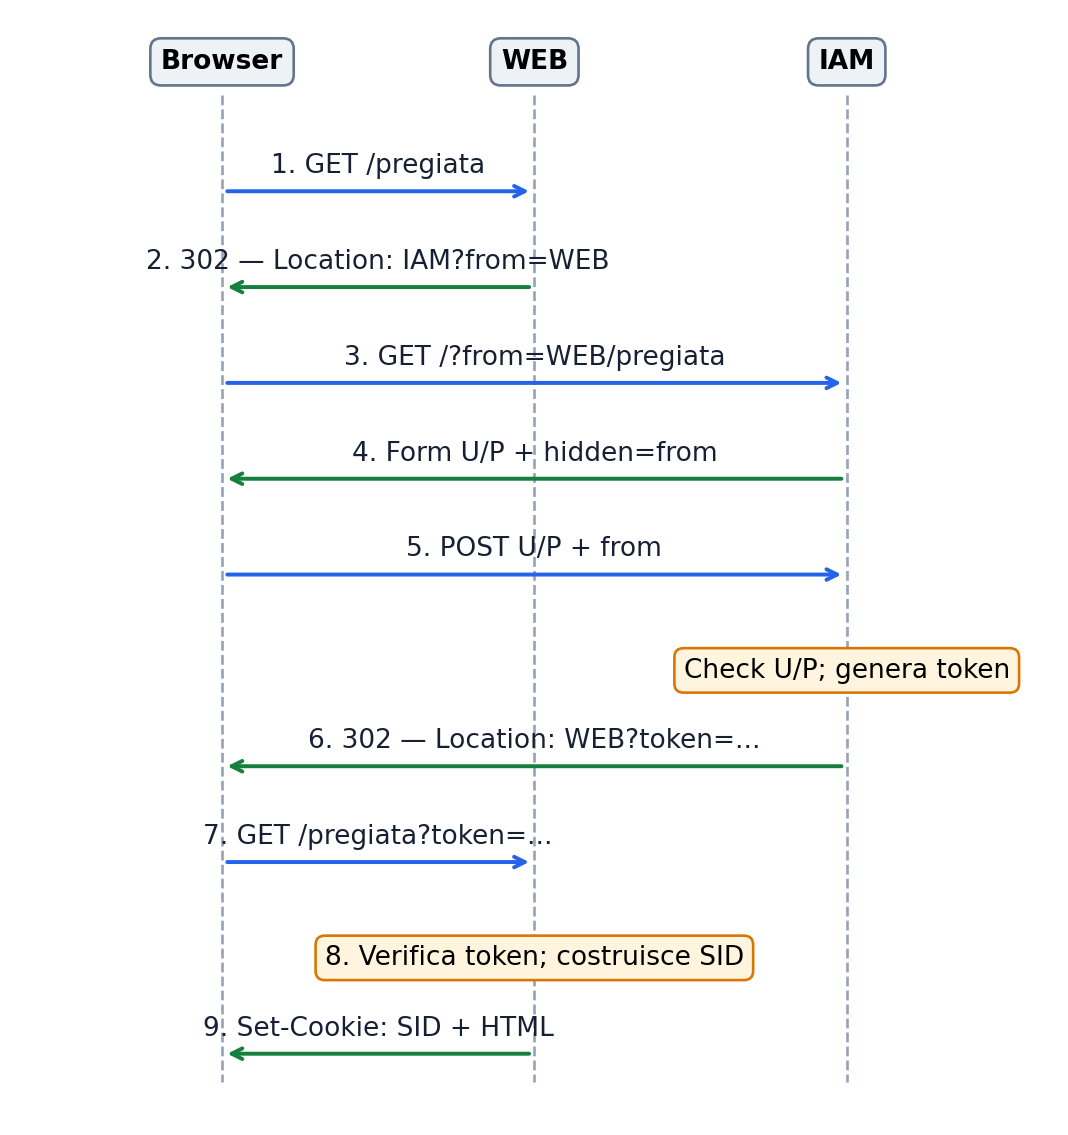 Browser
WEB
IAM
1. GET /pregiata
2. 302 — Location: IAM?from=WEB
3. GET /?from=WEB/pregiata
4. Form U/P + hidden=from
5. POST U/P + from
Check U/P; genera token
6. 302 — Location: WEB?token=...
7. GET /pregiata?token=...
8. Verifica token; costruisce SID
9. Set-Cookie: SID + HTML